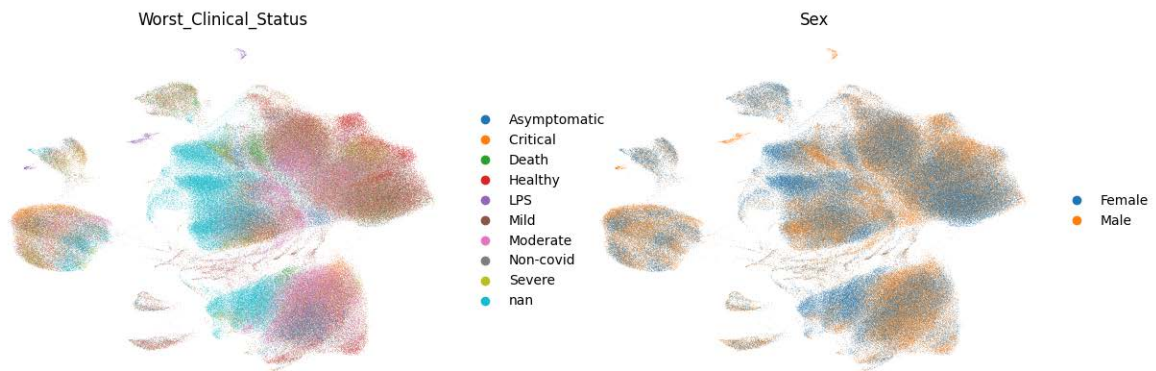 Worst_Clinical_Status
Asymptomatic
Critical
Death
Healthy
LPS
Mild
Moderate
Non-covid
Severe
nan
Sex
Female
Male